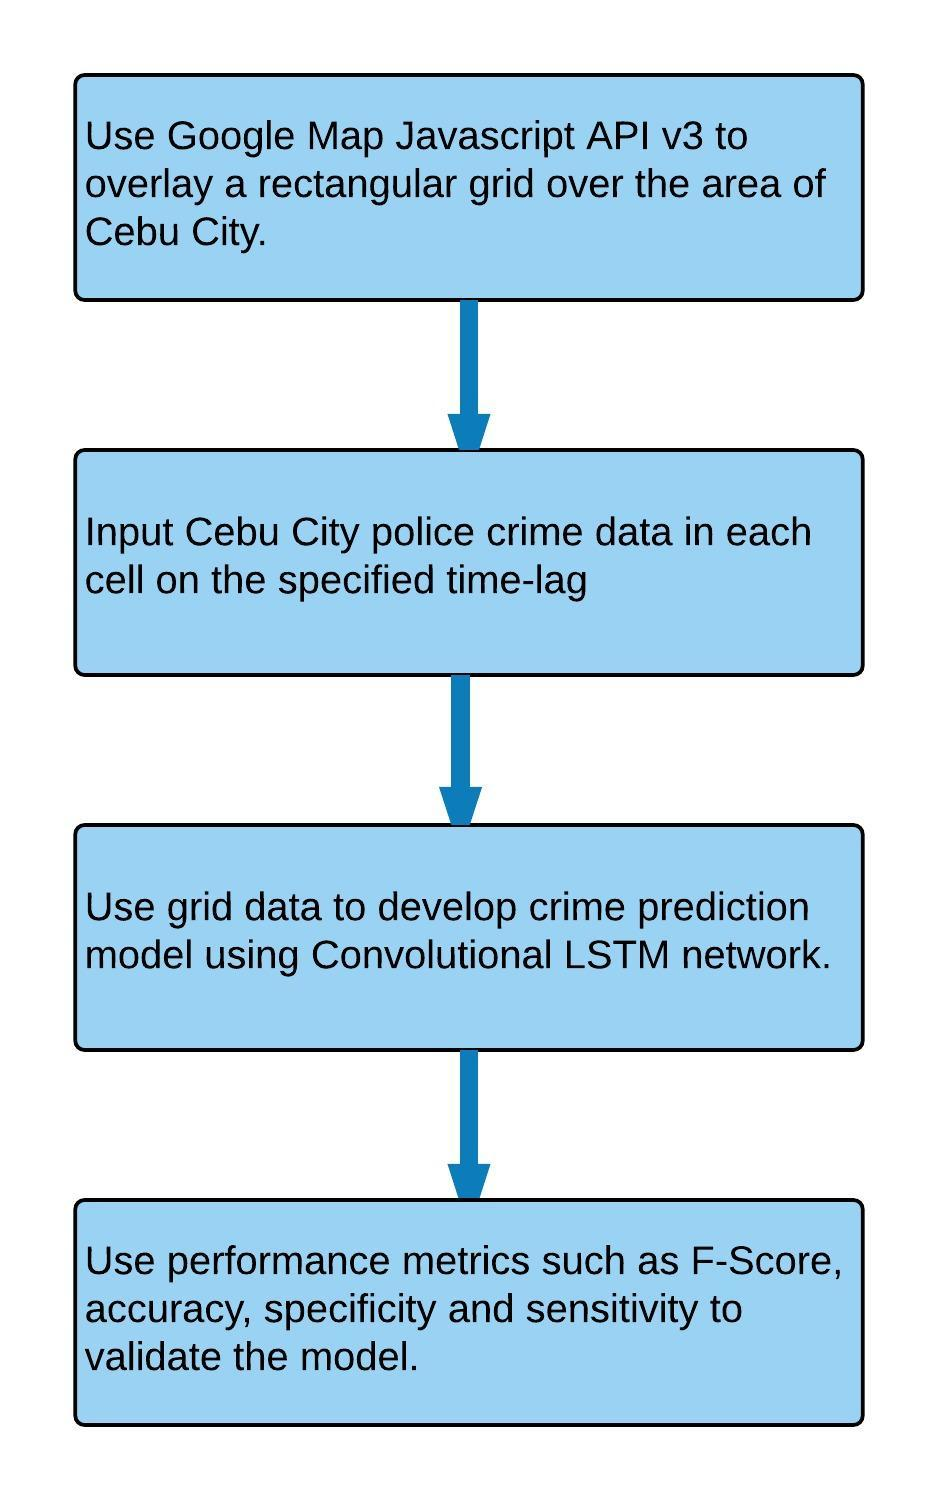 Use Google Map Javascript API v3 to
overlay a rectangular grid over the area of
Cebu City.
Input Cebu City police crime data in each
cell on the specified time-lag
Use grid data to develop crime prediction
model using Convolutional LSTM network.
Use performance metrics such as F-Score,
accuracy, specificity and sensitivity to
validate the model.